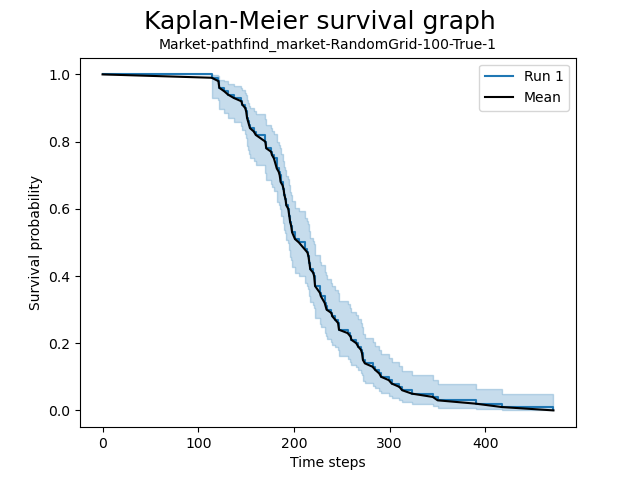 Kaplan-Meier survival graph
Market-pathfind_market-RandomGrid-100-True-1
Run 1
Mean
Survival probability
1.0
0.8
0.6
0.4
0.2
0.0
0 100 200 300 400
Time steps